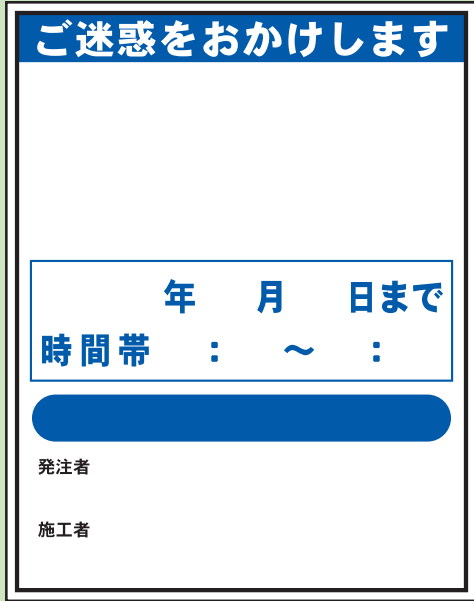 ご迷惑をおかけします
年　月　日まで
時間帯　：　～　：
発注者
施工者